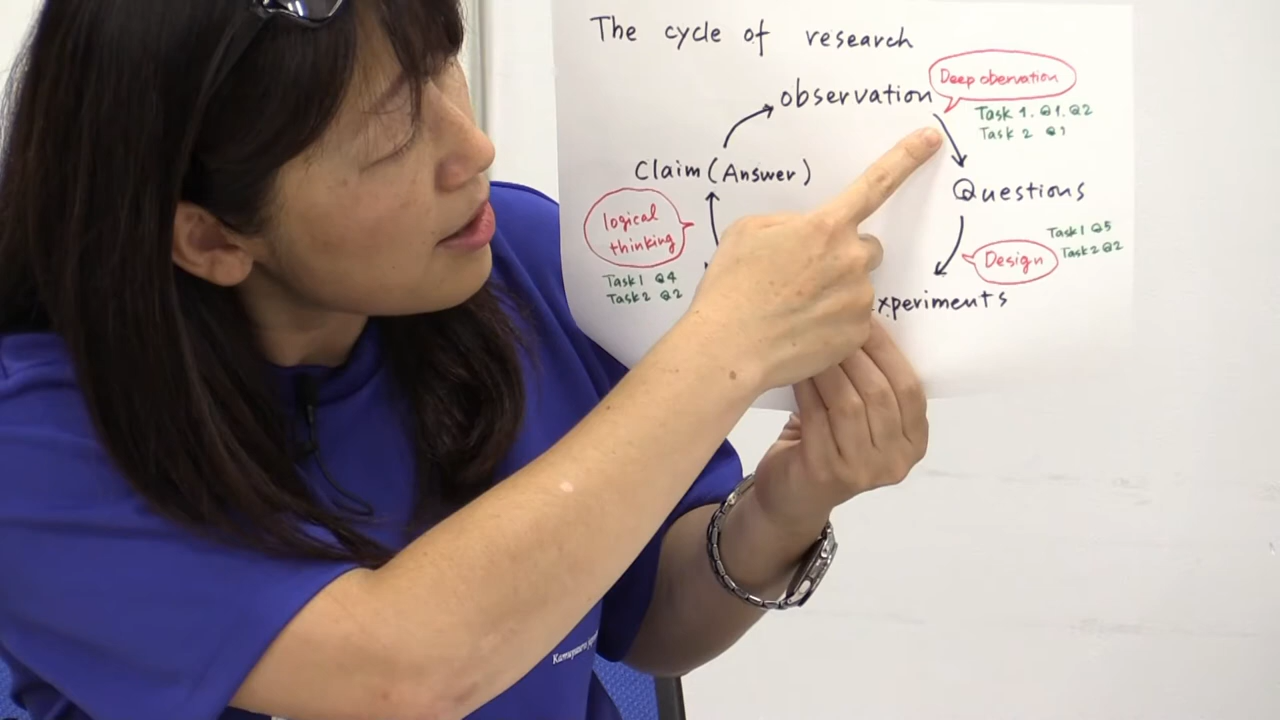 The cycle of research
observation
Deep obervation
Task 1. Q1. Q2
Task 2 Q1
Claim (Answer)
Questions
logical
thinking
Task1 Q4
Task2 Q2
Task1 Q5
Task2 Q2
Design
xperiments